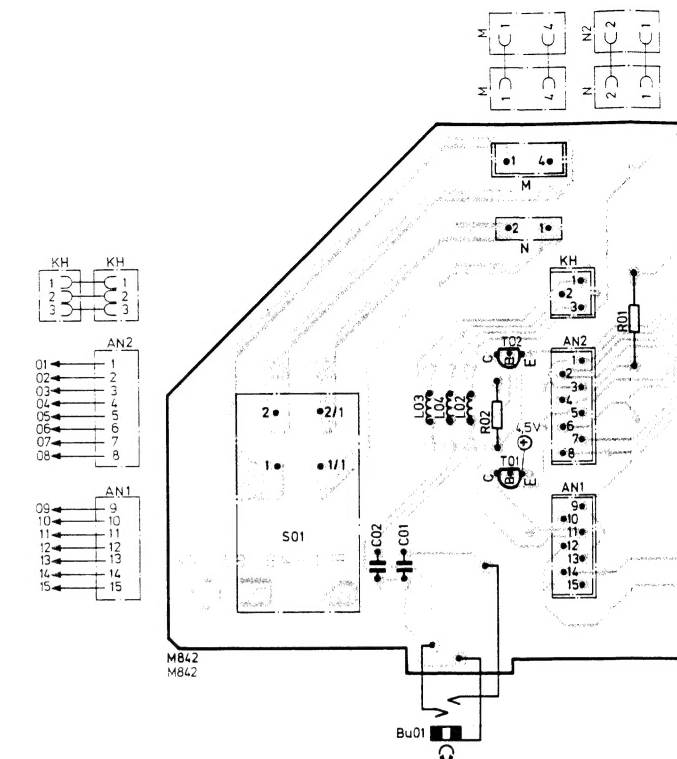 M 1 4
N2 2 1
M 1 4
N 2 1
1 4
M
2 1
N
KH KH
1 1
2 2
3 3
KH
1
2
3
R01
AN2
01 1
02 2
03 3
04 4
05 5
06 6
07 7
08 8
T02
C B E
AN2
1
2
3
4
5
6
7
8
L03 L04 L02
R02
4,5V
+
2 2/1
1 1/1
S01
T01
C B E
AN1
09 9
10 10
11 11
12 12
13 13
14 14
15 15
AN1
9
10
11
12
13
14
15
C02 C01
M842
M842
Bu01